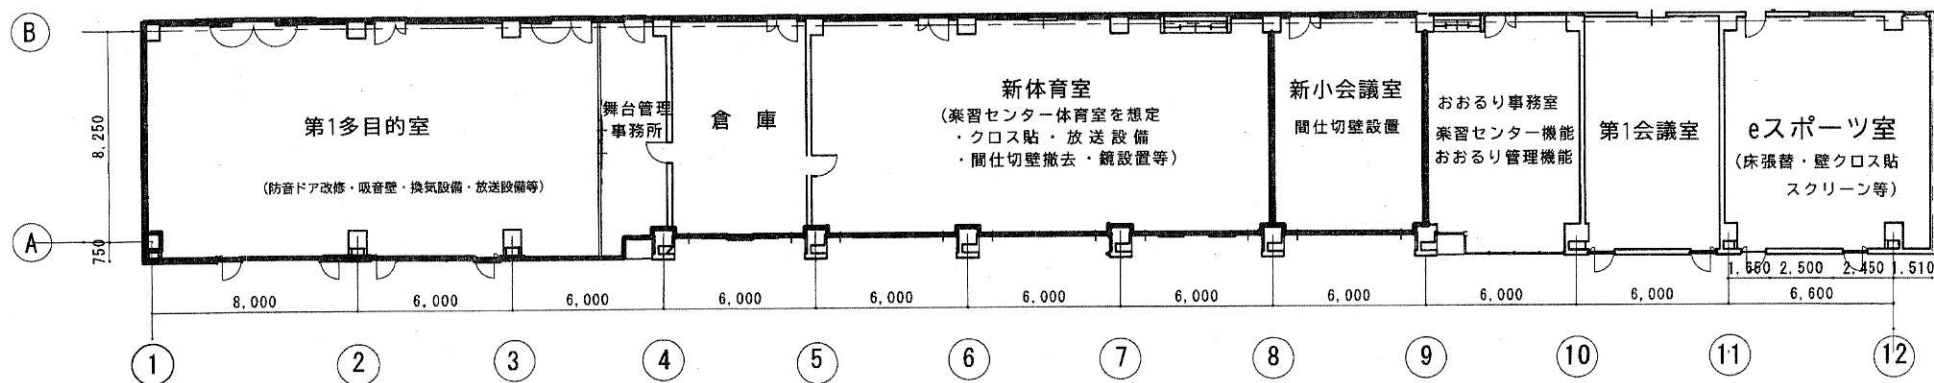 B
A
8,250
750
第1多目的室
(防音ドア改修・吸音壁・換気設備・放送設備等)
舞台管理
事務所
倉 庫
新体育室
(楽習センター体育室を想定
・クロス貼・放送設備
・間仕切壁撤去・鏡設置等)
新小会議室
間仕切壁設置
おおるり事務室
楽習センター機能
おおるり管理機能
第1会議室
eスポーツ室
(床張替・壁クロス貼
スクリーン等)
1,650 2,500 2,450 1,510
8,000 6,000 6,000 6,000 6,000 6,000 6,000 6,000 6,000 6,000 6,600
1 2 3 4 5 6 7 8 9 10 11 12